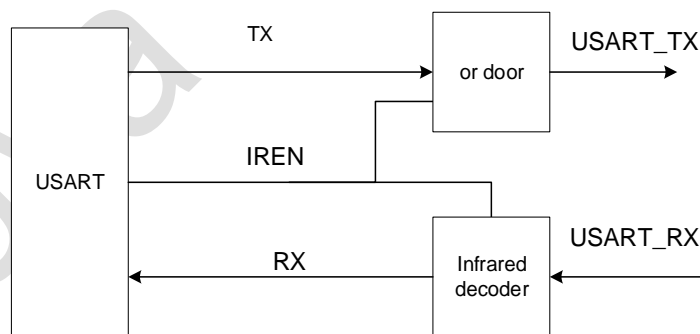 TX
USART_TX
or door
IREN
USART
USART_RX
RX
Infrared
decoder